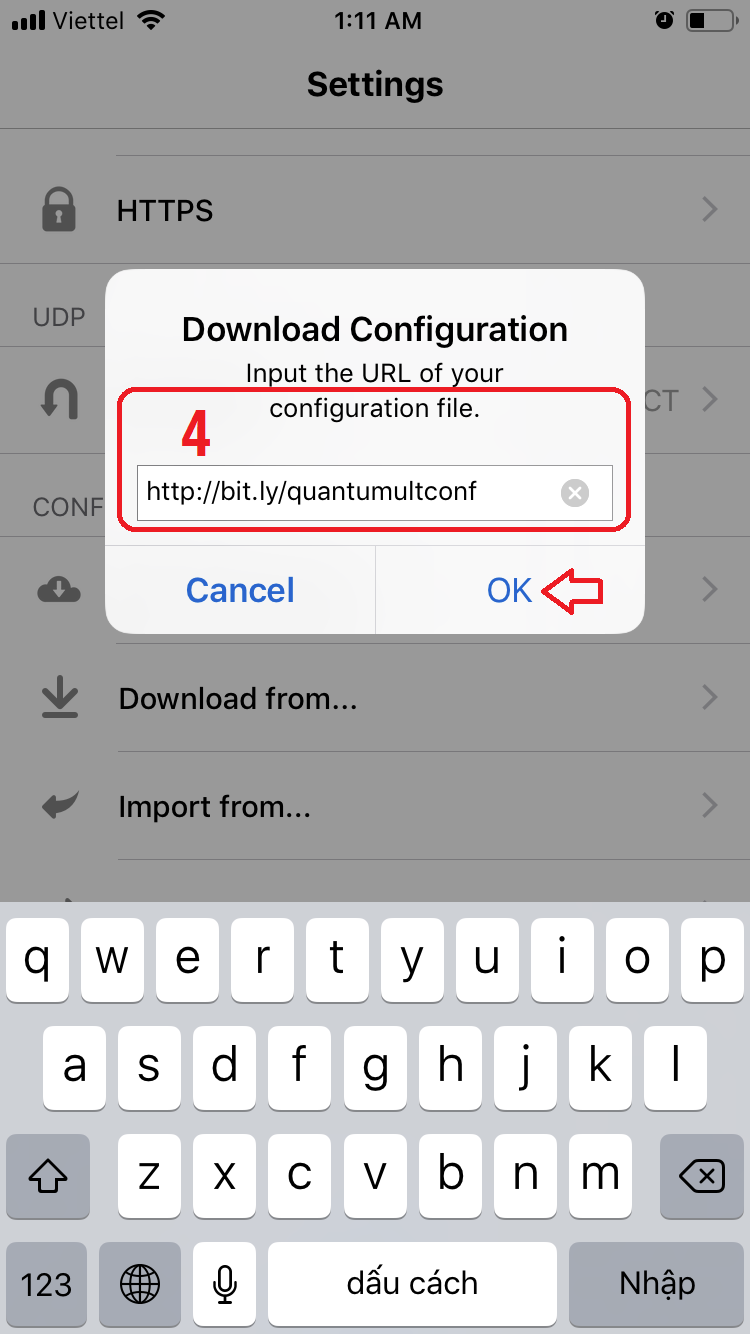 Viettel 1:11 AM
Settings
HTTPS
UDP
Download Configuration
Input the URL of your
configuration file.
CT
4
http://bit.ly/quantumultconf
CONF
Cancel OK
Download from...
Import from...
q w e r t y u i o p
a s d f g h j k l
z x c v b n m
123 dấu cách Nhập